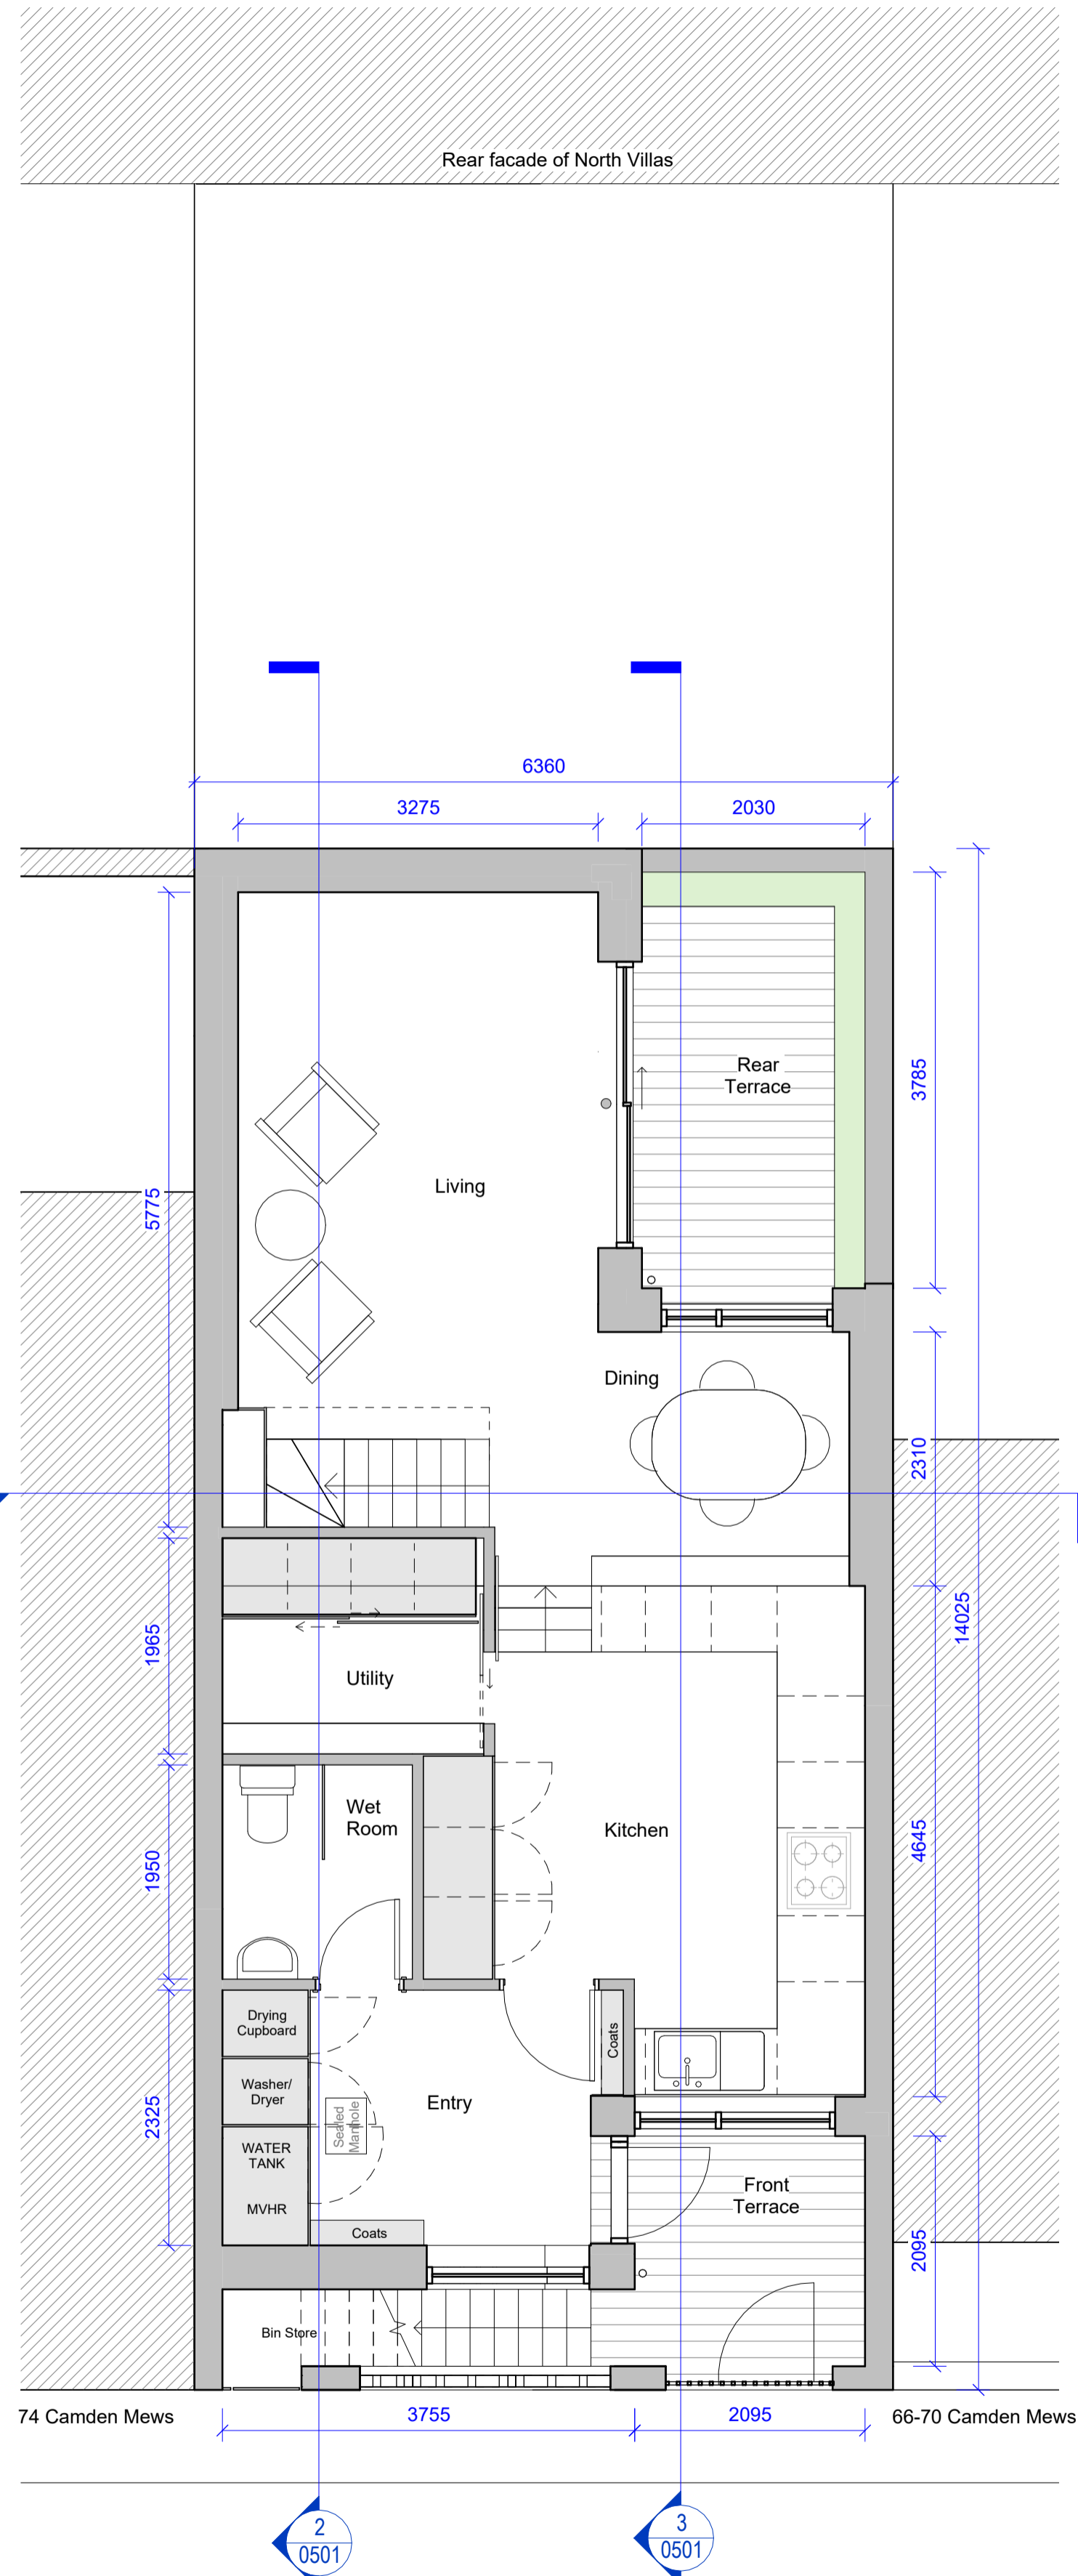 Rear facade of North Villas
6360
3275
2030
Rear
Terrace
3785
Living
5775
Dining
2310
14025
1965
Utility
Wet
Room
Kitchen
1950
4645
Drying
Cupboard
Coats
Washer/
Dryer
Entry
Sealed
Manhole
2325
WATER
TANK
MVHR
Front
Terrace
Coats
2095
Bin Store
74 Camden Mews
3755
2095
66-70 Camden Mews
2
0501
3
0501